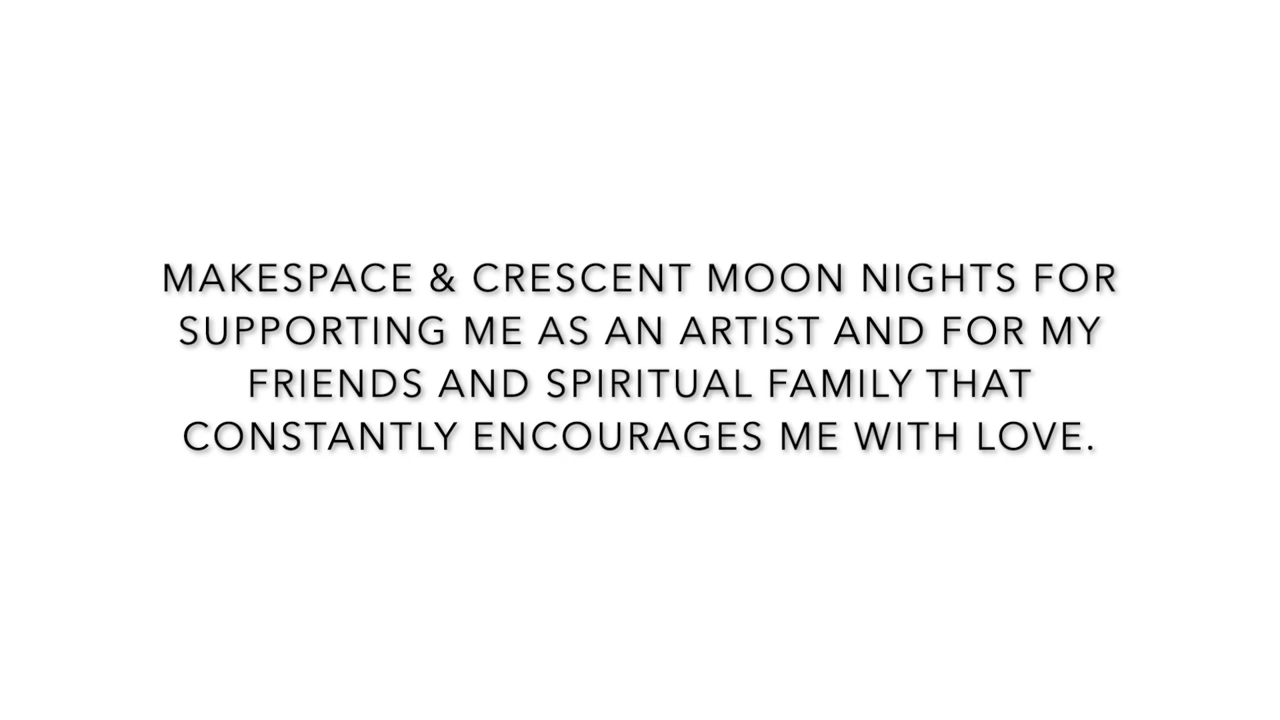 MAKESPACE & CRESCENT MOON NIGHTS FOR
SUPPORTING ME AS AN ARTIST AND FOR MY
FRIENDS AND SPIRITUAL FAMILY THAT
CONSTANTLY ENCOURAGES ME WITH LOVE.